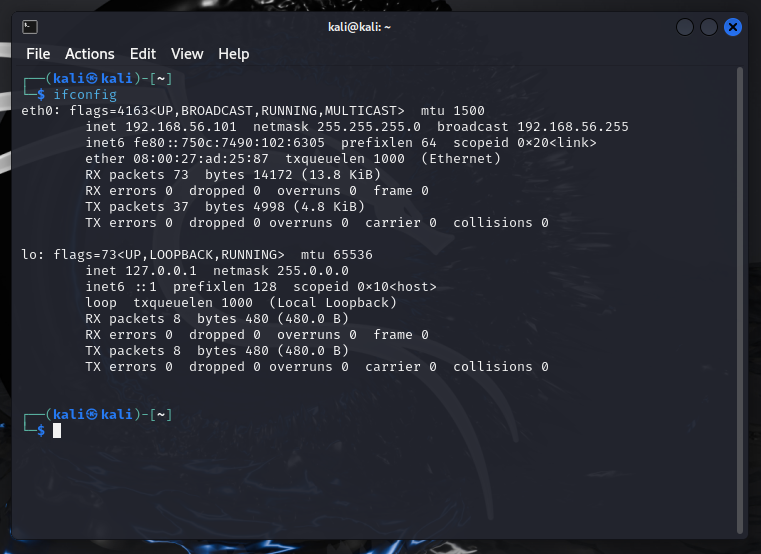 kali@kali: ~
File Actions Edit View Help
┌──(kali㉿kali)-[~]
└─$ ifconfig
eth0: flags=4163<UP,BROADCAST,RUNNING,MULTICAST>  mtu 1500
        inet 192.168.56.101  netmask 255.255.255.0  broadcast 192.168.56.255
        inet6 fe80::750c:7490:102:6305  prefixlen 64  scopeid 0×20<link>
        ether 08:00:27:ad:25:87  txqueuelen 1000  (Ethernet)
        RX packets 73  bytes 14172 (13.8 KiB)
        RX errors 0  dropped 0  overruns 0  frame 0
        TX packets 37  bytes 4998 (4.8 KiB)
        TX errors 0  dropped 0 overruns 0  carrier 0  collisions 0

lo: flags=73<UP,LOOPBACK,RUNNING>  mtu 65536
        inet 127.0.0.1  netmask 255.0.0.0
        inet6 ::1  prefixlen 128  scopeid 0×10<host>
        loop  txqueuelen 1000  (Local Loopback)
        RX packets 8  bytes 480 (480.0 B)
        RX errors 0  dropped 0  overruns 0  frame 0
        TX packets 8  bytes 480 (480.0 B)
        TX errors 0  dropped 0 overruns 0  carrier 0  collisions 0

┌──(kali㉿kali)-[~]
└─$